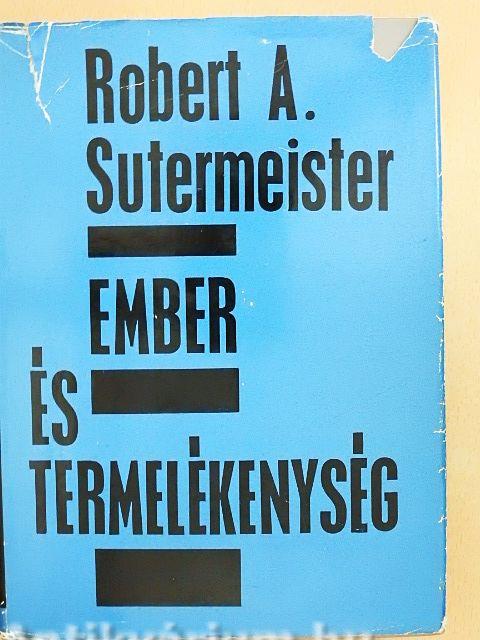 Robert A.
Sutermeister
EMBER
ÉS
TERMELÉKENYSÉG